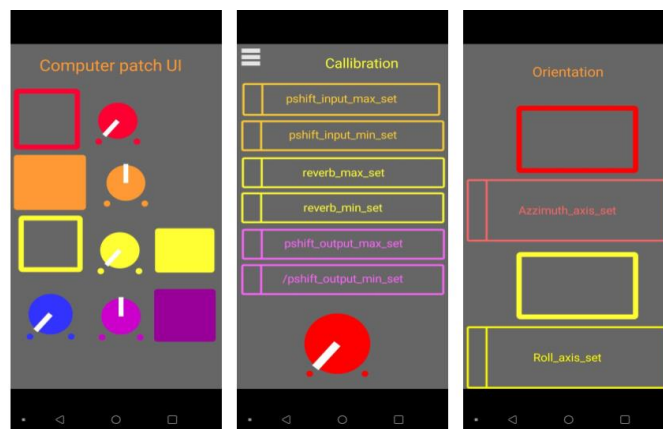 Computer patch UI
Callibration
pshift_input_max_set
pshift_input_min_set
reverb_max_set
reverb_min_set
pshift_output_max_set
/pshift_output_min_set
Orientation
Azzimuth_axis_set
Roll_axis_set